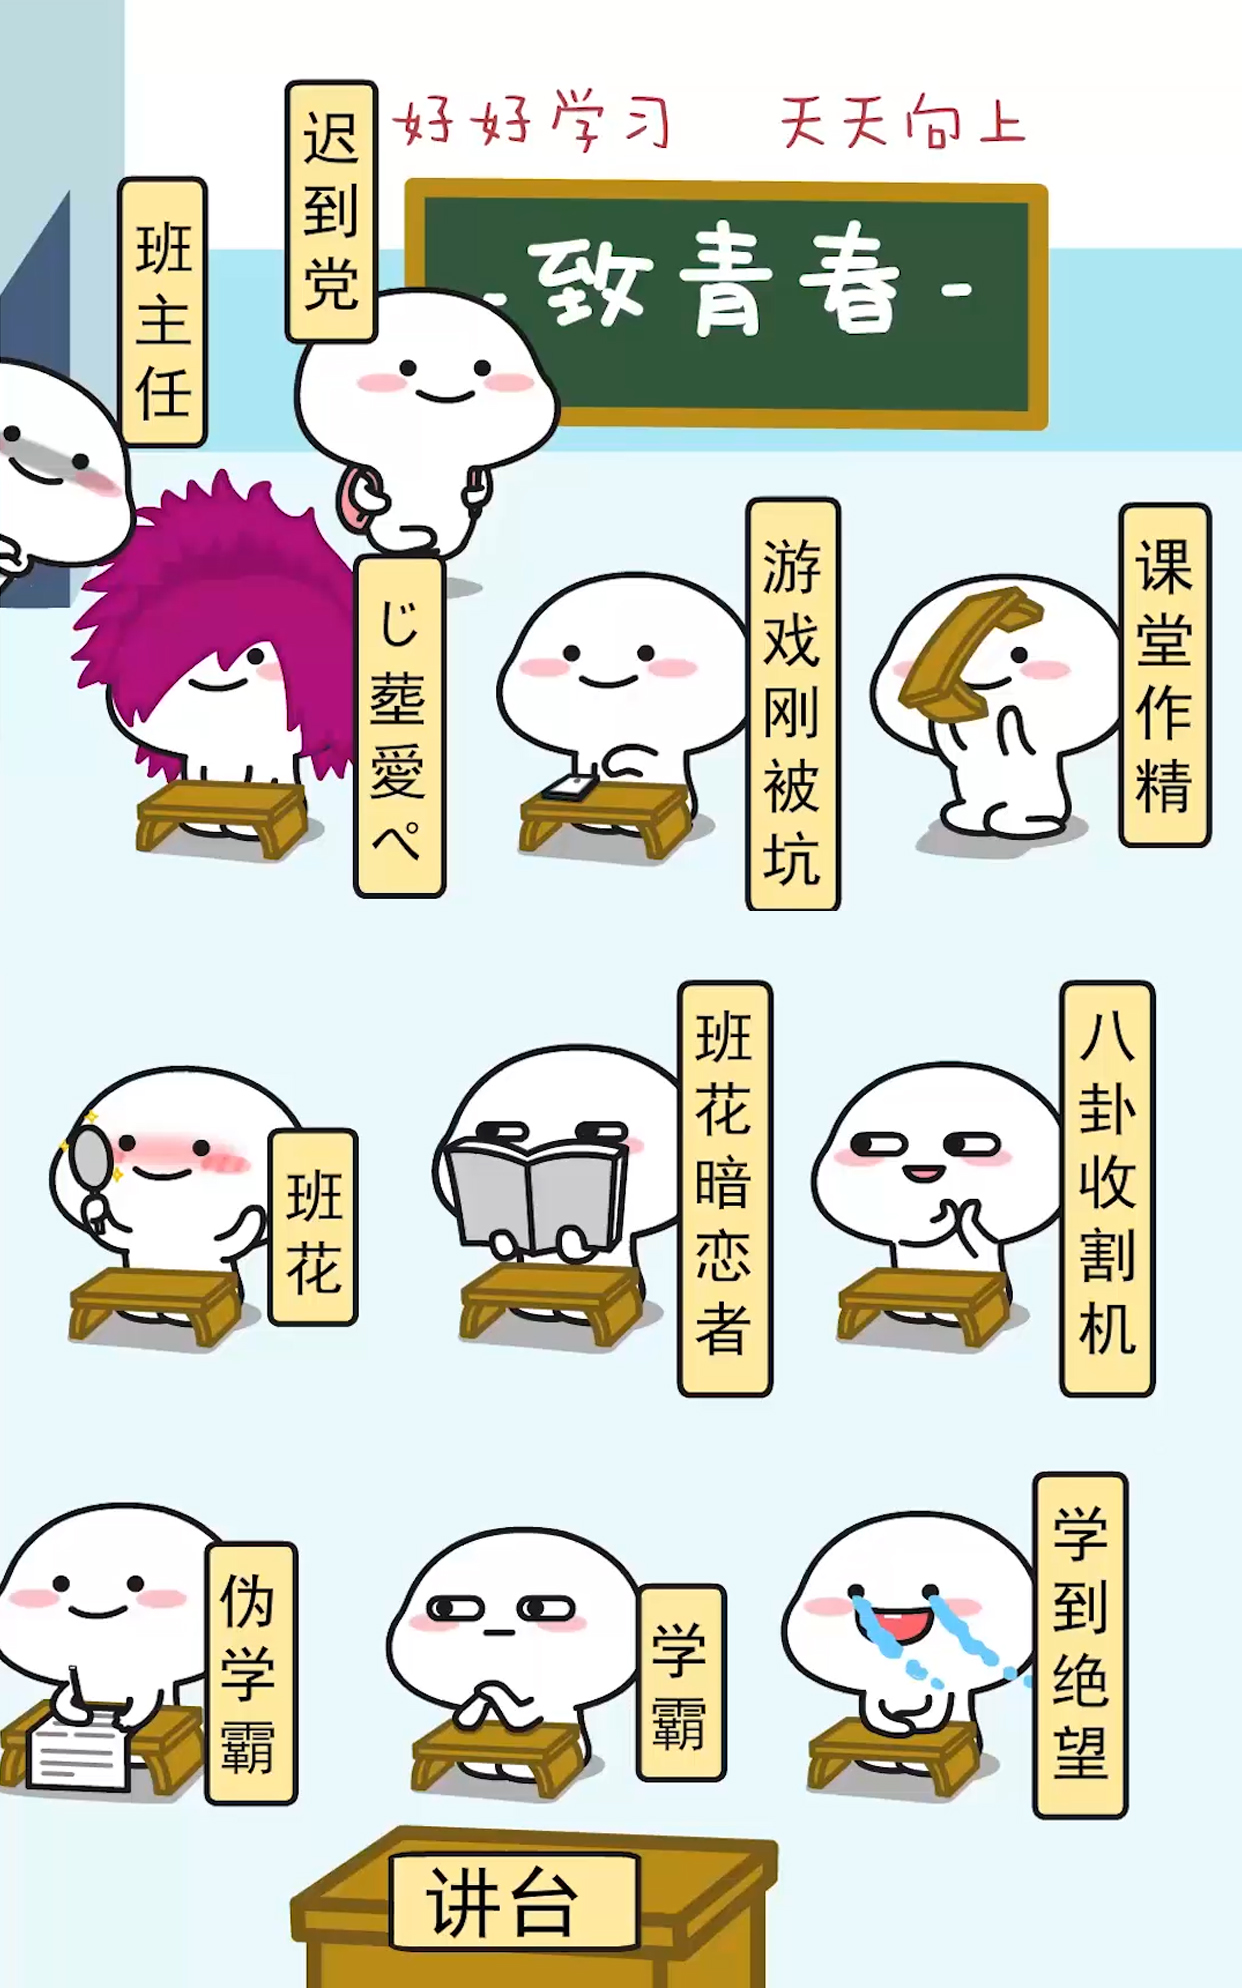 好好学习 天天向上
迟到党
班主任
-致青春-
じ蕜愛ぺ
游戏刚被坑
课堂作精
班花
班花暗恋者
八卦收割机
伪学霸
学霸
学到绝望
讲台